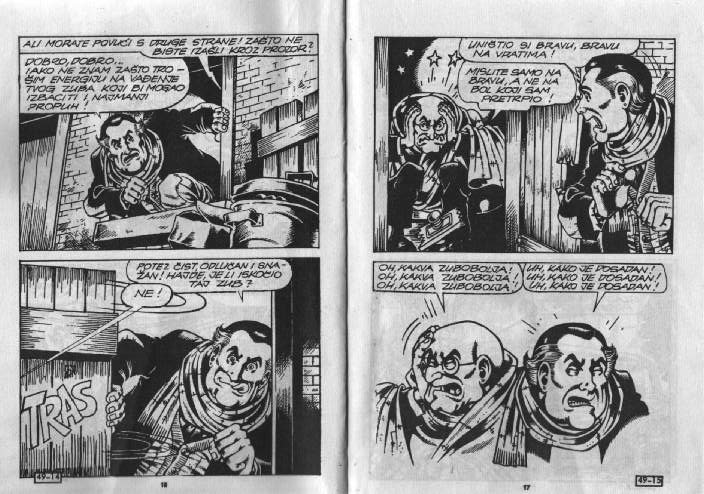 ALI MORATE POVUĆI S DRUGE STRANE! ZAŠTO NE
BISTE IZAŠLI KROZ PROZOR?
DOBRO, DOBRO...
IAKO NE ZNAM ZAŠTO TRO-
ŠIM ENERGIJU NA VAĐENJE
TVOG ZUBA KOJI BI MOGAO
IZBACITI I NAJMANJI
PROPUH!
POTEZ ČIST, ODLUČAN I SNA-
ŽAN! HAJDE, JE LI ISKOČIO
TAJ ZUB?
NE!
TRAS
49-14
16
UNIŠTIO SI BRAVU, BRAVU
NA VRATIMA!
MISLITE SAMO NA
BRAVU, A NE NA
BOL KOJI SAM
PRETRPIO!
OH, KAKVA ZUBOBOLJA!
OH, KAKVA ZUBOBOLJA!
OH, KAKVA ZUBOBOLJA!
UH, KAKO JE DOSADAN!
UH, KAKO JE DOSADAN!
UH, KAKO JE DOSADAN!
17
49-15